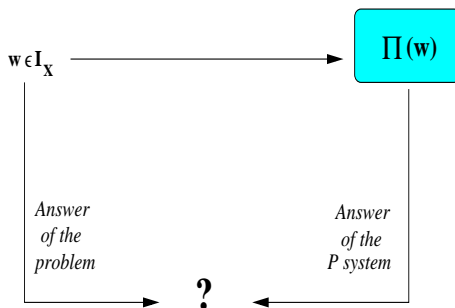 w ϵ I_X
∏(w)
Answer
of the
problem
Answer
of the
P system
?